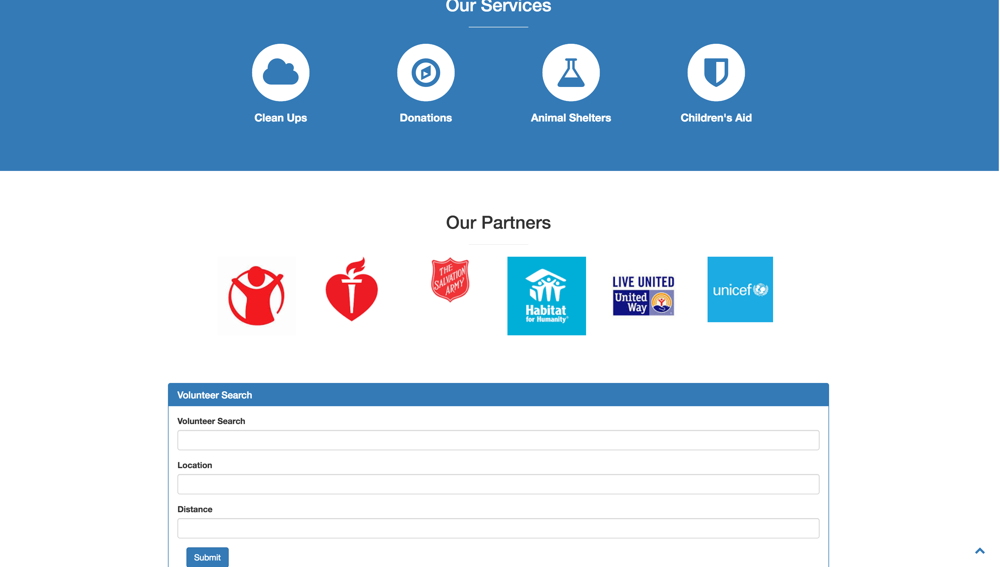 Our Services
Clean Ups
Donations
Animal Shelters
Children's Aid
Our Partners
THE
SALVATION
ARMY
Habitat
for Humanity®
LIVE UNITED
United
Way
unicef
Volunteer Search
Volunteer Search
Location
Distance
Submit